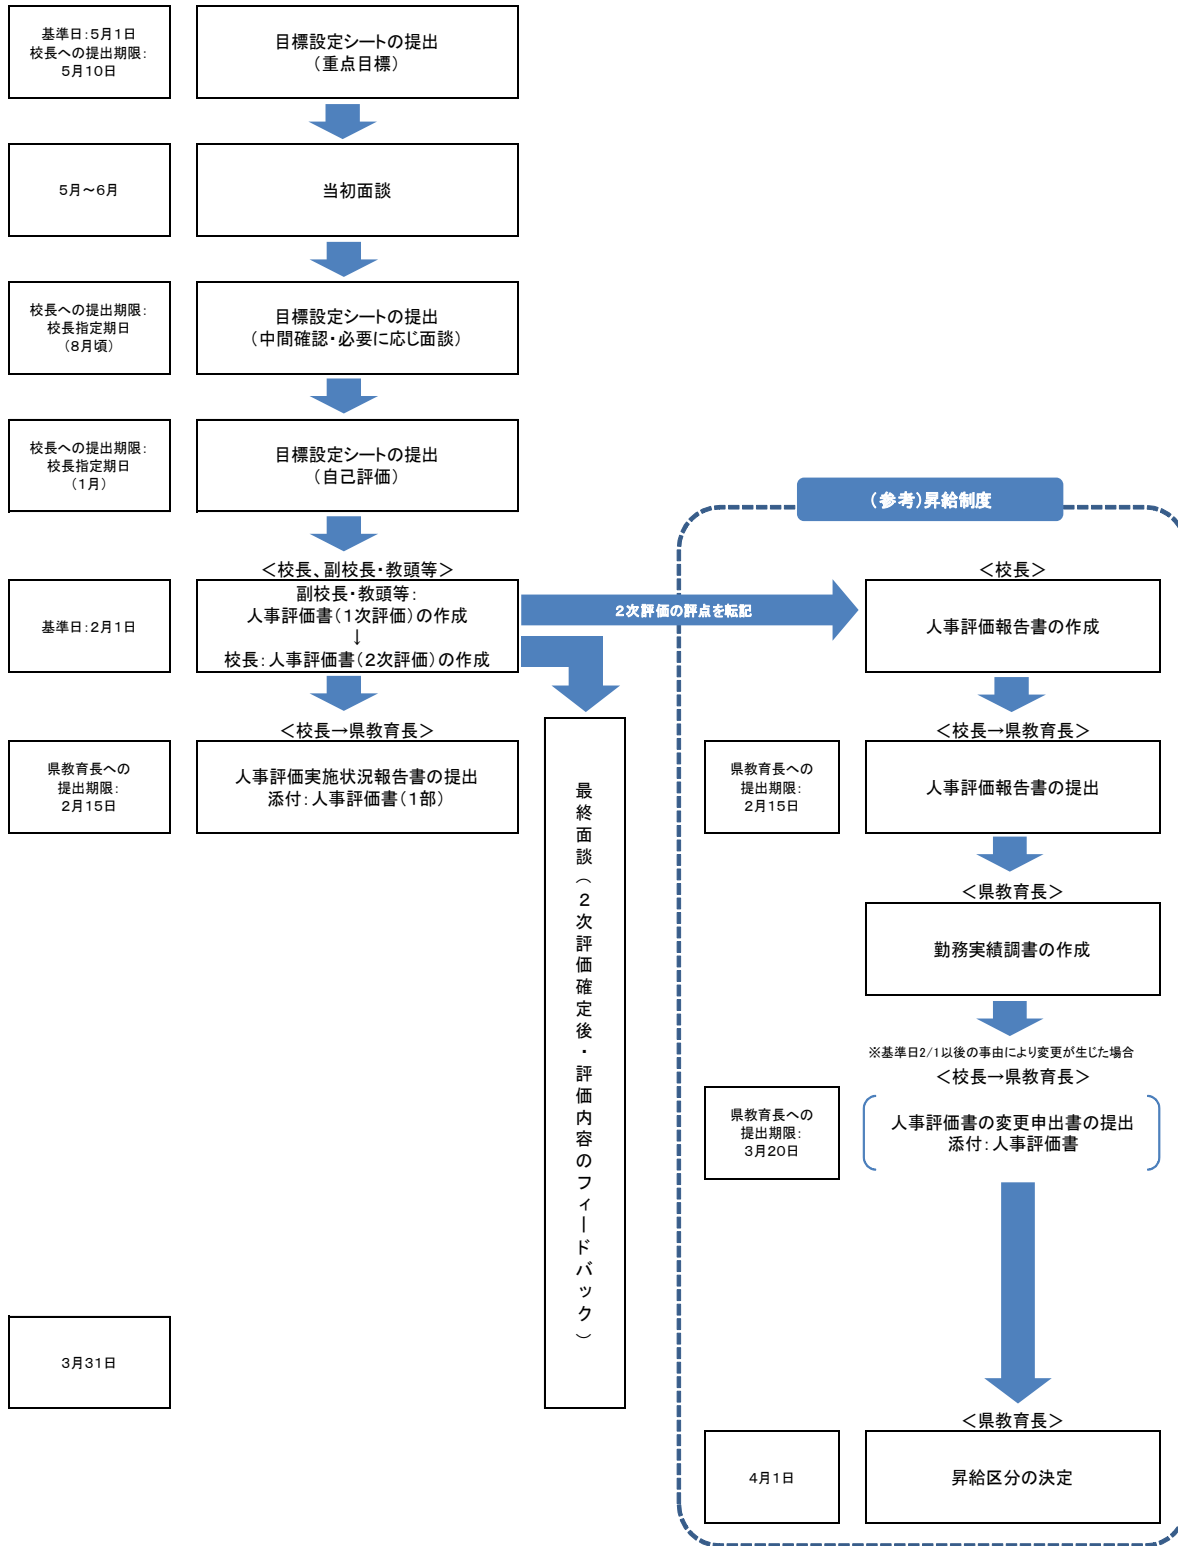 基準日：5月1日
校長への提出期限：
5月10日
目標設定シートの提出
（重点目標）
5月～6月
当初面談
校長への提出期限：
校長指定期日
（8月頃）
目標設定シートの提出
（中間確認・必要に応じ面談）
校長への提出期限：
校長指定期日
（1月）
目標設定シートの提出
（自己評価）
＜校長、副校長・教頭等＞
基準日：2月1日
副校長・教頭等：
人事評価書（1次評価）の作成
↓
校長：人事評価書（2次評価）の作成
＜校長→県教育長＞
県教育長への
提出期限：
2月15日
人事評価実施状況報告書の提出
添付：人事評価書（1部）
最終面談（2次評価確定後・評価内容のフィードバック）
3月31日
（参考）昇給制度
2次評価の評点を転記
＜校長＞
人事評価報告書の作成
＜校長→県教育長＞
県教育長への
提出期限：
2月15日
人事評価報告書の提出
＜県教育長＞
勤務実績調書の作成
※基準日2/1以後の事由により変更が生じた場合
＜校長→県教育長＞
県教育長への
提出期限：
3月20日
人事評価書の変更申出書の提出
添付：人事評価書
＜県教育長＞
4月1日
昇給区分の決定